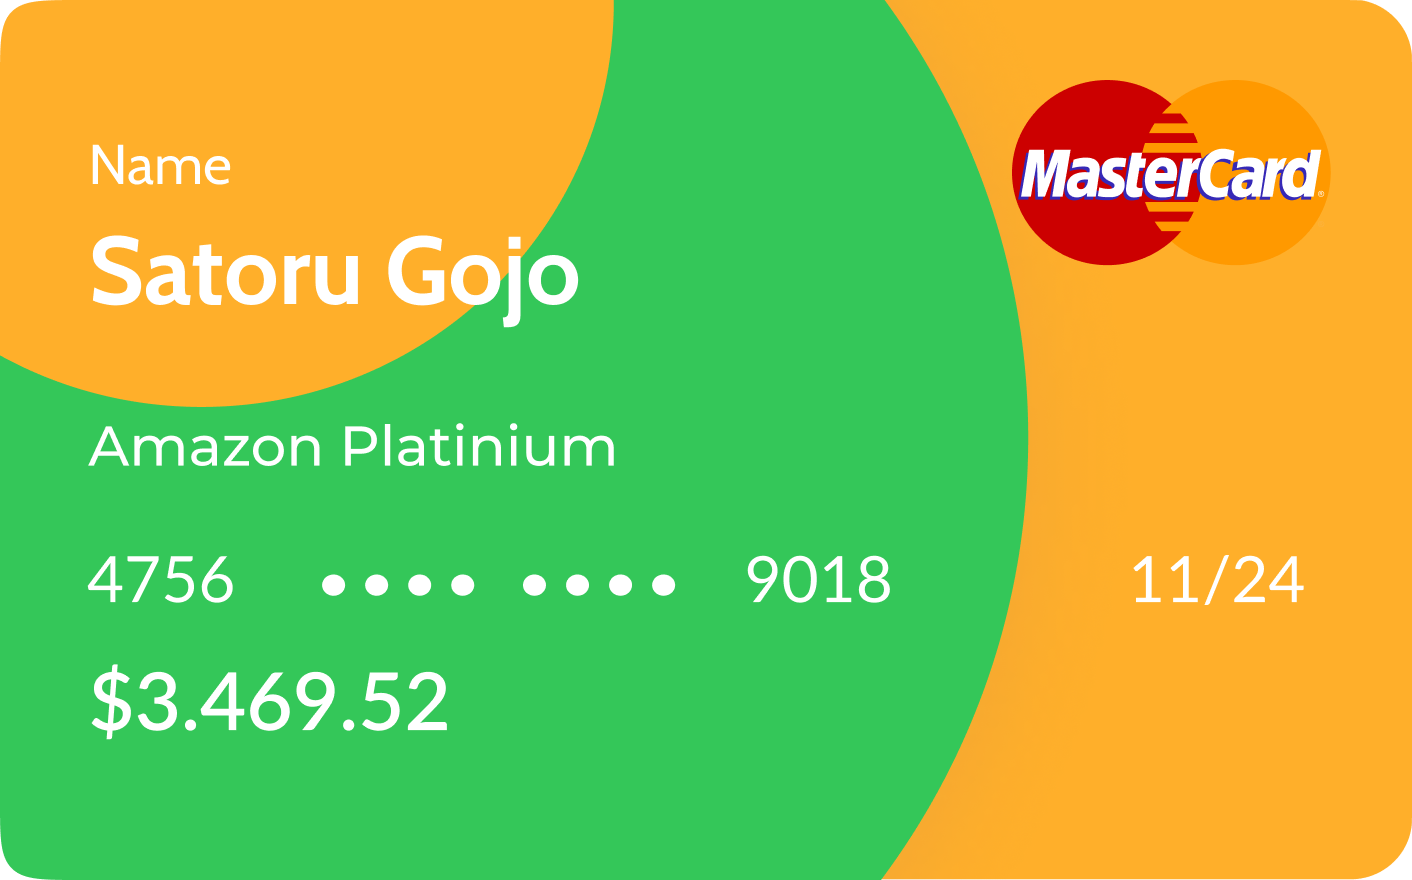 Name
MasterCard
Satoru Gojo
Amazon Platinium
4756 •••• •••• 9018 11/24
$3.469.52